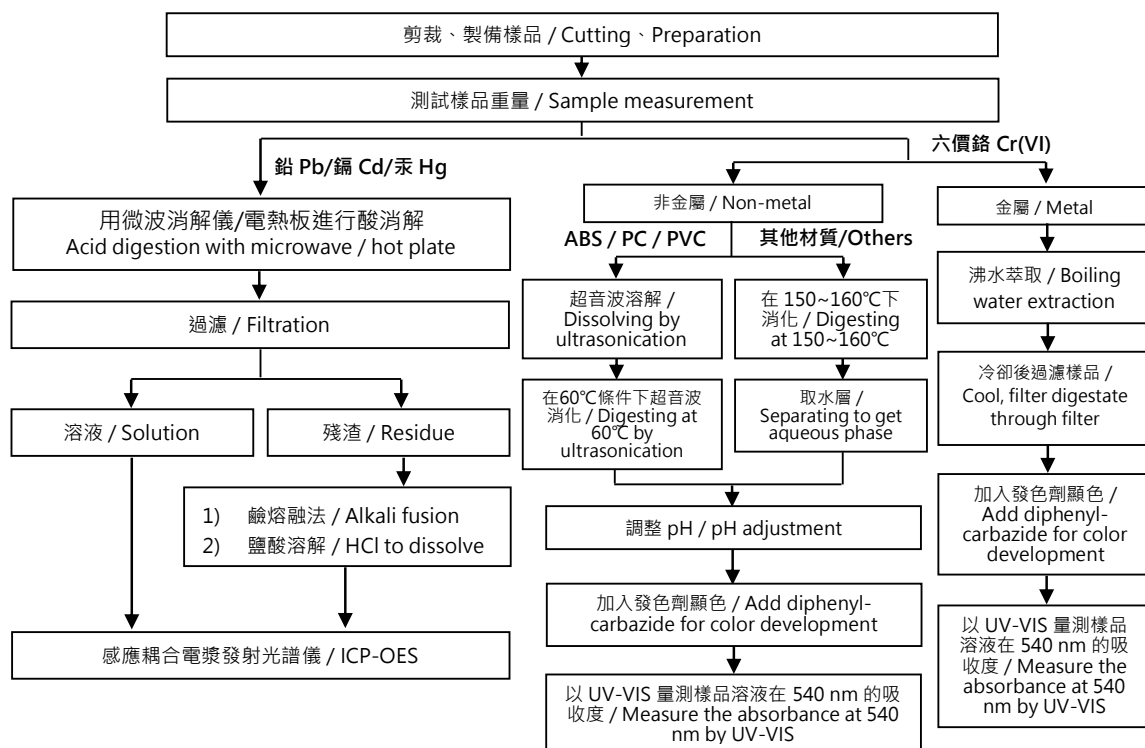 剪裁、製備樣品 / Cutting、Preparation
測試樣品重量 / Sample measurement
鉛 Pb/鎘 Cd/汞 Hg
六價鉻 Cr(VI)
用微波消解儀/電熱板進行酸消解
Acid digestion with microwave / hot plate
非金屬 / Non-metal
金屬 / Metal
ABS / PC / PVC
其他材質/Others
過濾 / Filtration
超音波溶解 /
Dissolving by
ultrasonication
在 150~160℃下
消化 / Digesting
at 150~160℃
沸水萃取 / Boiling
water extraction
溶液 / Solution
殘渣 / Residue
在60℃條件下超音波
消化 / Digesting at
60℃ by
ultrasonication
取水層 /
Separating to get
aqueous phase
冷卻後過濾樣品 /
Cool, filter digestate
through filter
1) 鹼熔融法 / Alkali fusion
2) 鹽酸溶解 / HCl to dissolve
調整 pH / pH adjustment
加入發色劑顯色 /
Add diphenyl-
carbazide for color
development
感應耦合電漿發射光譜儀 / ICP-OES
加入發色劑顯色 / Add diphenyl-
carbazide for color development
以 UV-VIS 量測樣品
溶液在 540 nm 的吸
收度 / Measure the
absorbance at 540
nm by UV-VIS
以 UV-VIS 量測樣品溶液在 540 nm 的吸
收度 / Measure the absorbance at 540
nm by UV-VIS